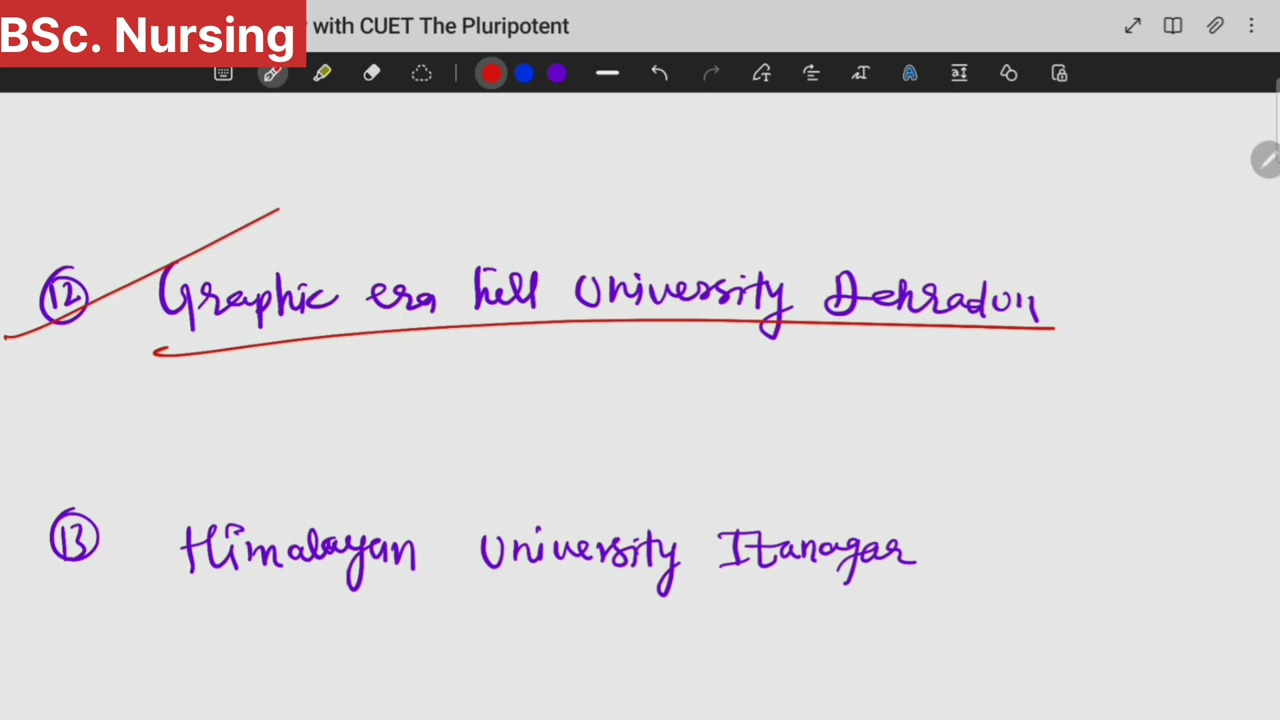 BSc. Nursing with CUET The Pluripotent
12 Graphic era hill University Dehradun
13 Himalayan University Itanagar